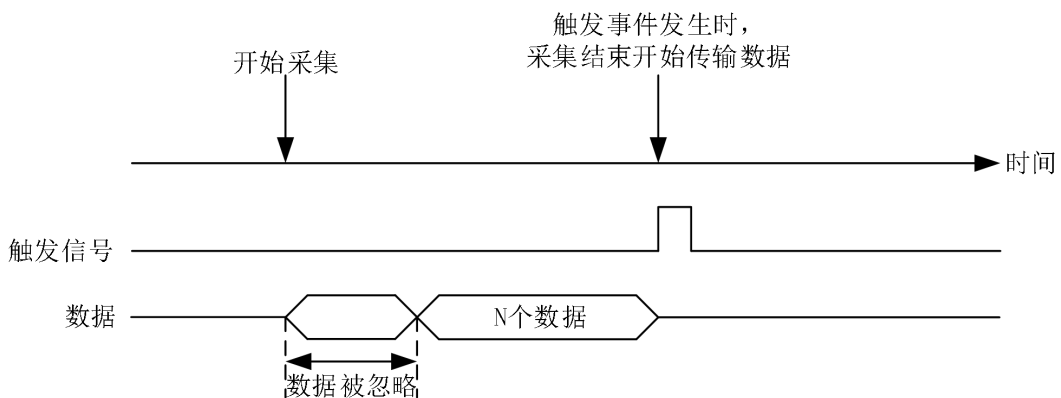 触发事件发生时，
采集结束开始传输数据
开始采集
时间
触发信号
数据
N个数据
数据被忽略